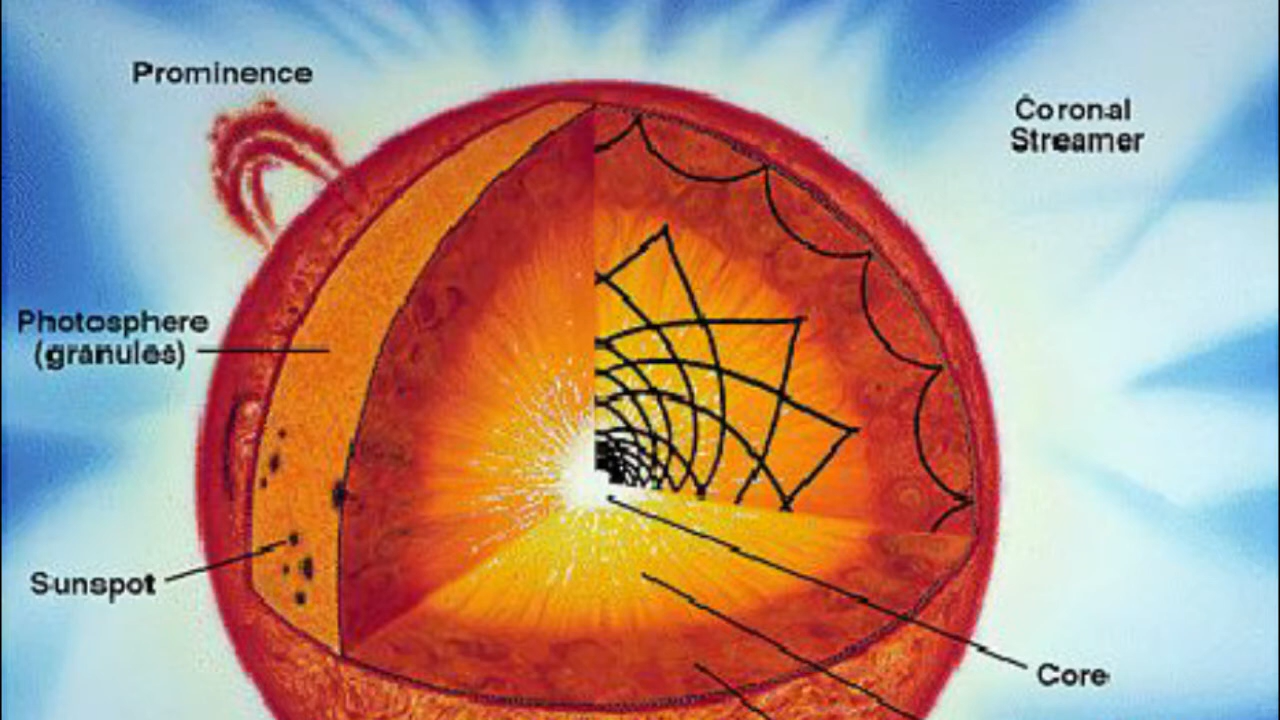 Prominence
Coronal
Streamer
Photosphere
(granules)
Sunspot
Core